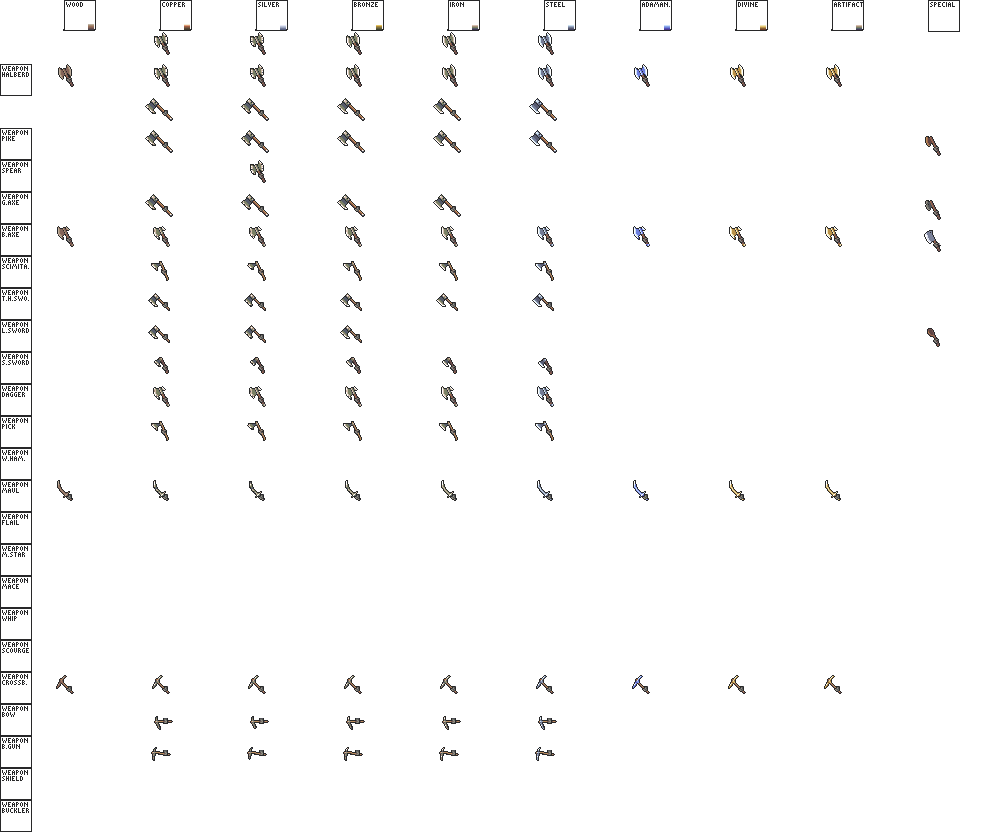 WOOD COPPER SILVER BRONZE IRON STEEL ADAMAN. DIVINE ARTIFACT SPECIAL
WEAPON
HALBERD
WEAPON
PIKE
WEAPON
SPEAR
WEAPON
G.AXE
WEAPON
B.AXE
WEAPON
SCIMITA.
WEAPON
T.H.SWO.
WEAPON
L.SWORD
WEAPON
S.SWORD
WEAPON
DAGGER
WEAPON
PICK
WEAPON
W.HAM.
WEAPON
MAUL
WEAPON
FLAIL
WEAPON
M.STAR
WEAPON
MACE
WEAPON
WHIP
WEAPON
SCOURGE
WEAPON
CROSSB.
WEAPON
BOW
WEAPON
B.GUN
WEAPON
SHIELD
WEAPON
BUCKLER